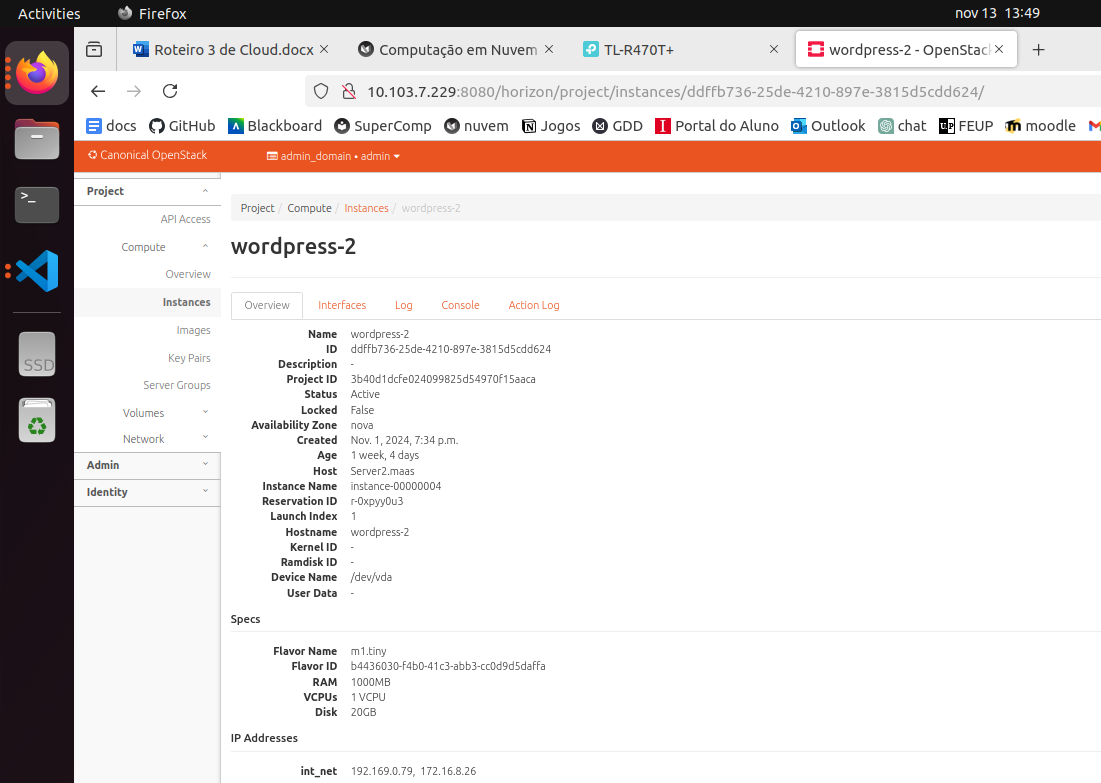 Activities Firefox nov 13 13:49
Roteiro 3 de Cloud.docx Computação em Nuvem TL-R470T+ wordpress-2 - OpenStack
10.103.7.229:8080/horizon/project/instances/ddffb736-25de-4210-897e-3815d5cdd624/
docs GitHub Blackboard SuperComp nuvem Jogos GDD Portal do Aluno Outlook chat FEUP moodle
Canonical OpenStack admin_domain • admin
Project
API Access
Compute
Overview
Instances
Images
Key Pairs
Server Groups
Volumes
Network
Admin
Identity
SSD
Project / Compute / Instances / wordpress-2
wordpress-2
Overview Interfaces Log Console Action Log
Name wordpress-2
ID ddffb736-25de-4210-897e-3815d5cdd624
Description -
Project ID 3b40d1dcfe024099825d54970f15aaca
Status Active
Locked False
Availability Zone nova
Created Nov. 1, 2024, 7:34 p.m.
Age 1 week, 4 days
Host Server2.maas
Instance Name instance-00000004
Reservation ID r-0xpyy0u3
Launch Index 1
Hostname wordpress-2
Kernel ID -
Ramdisk ID -
Device Name /dev/vda
User Data -
Specs
Flavor Name m1.tiny
Flavor ID b4436030-f4b0-41c3-abb3-cc0d9d5daffa
RAM 1000MB
VCPUs 1 VCPU
Disk 20GB
IP Addresses
int_net 192.169.0.79, 172.16.8.26